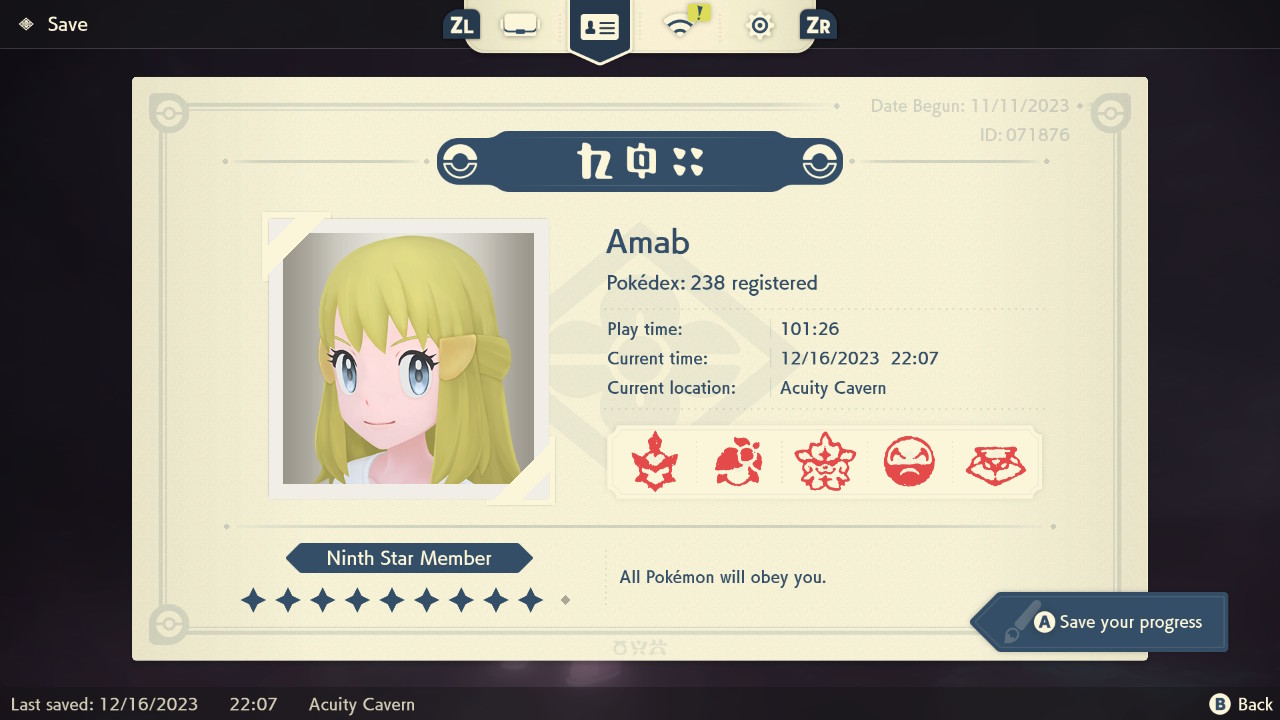 Save
ZL
ZR
Date Begun: 11/11/2023
ID: 071876
Amab
Pokédex: 238 registered
Play time: 101:26
Current time: 12/16/2023 22:07
Current location: Acuity Cavern
Ninth Star Member
All Pokémon will obey you.
A Save your progress
Last saved: 12/16/2023 22:07 Acuity Cavern
B Back